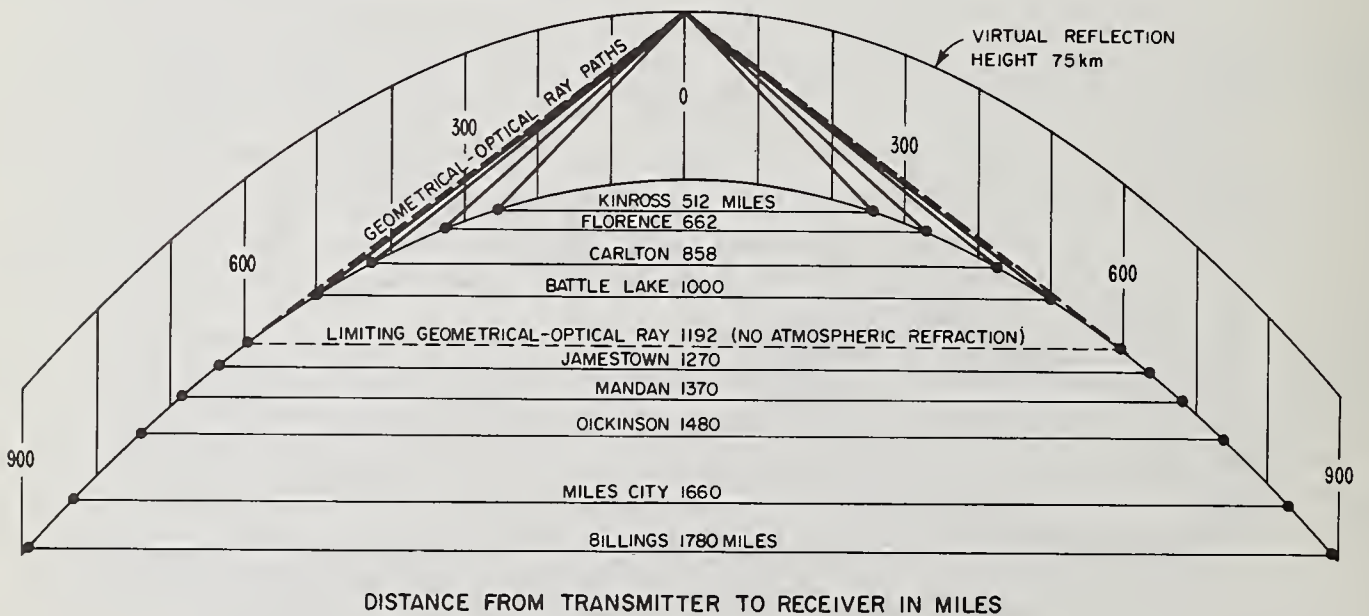 VIRTUAL REFLECTION
HEIGHT 75 km
GEOMETRICAL-OPTICAL RAY PATHS
0
300
300
KINROSS 512 MILES
FLORENCE 662
600
CARLTON 858
600
BATTLE LAKE 1000
LIMITING GEOMETRICAL-OPTICAL RAY 1192 (NO ATMOSPHERIC REFRACTION)
JAMESTOWN 1270
MANDAN 1370
DICKINSON 1480
900
900
MILES CITY 1660
BILLINGS 1780 MILES
DISTANCE FROM TRANSMITTER TO RECEIVER IN MILES